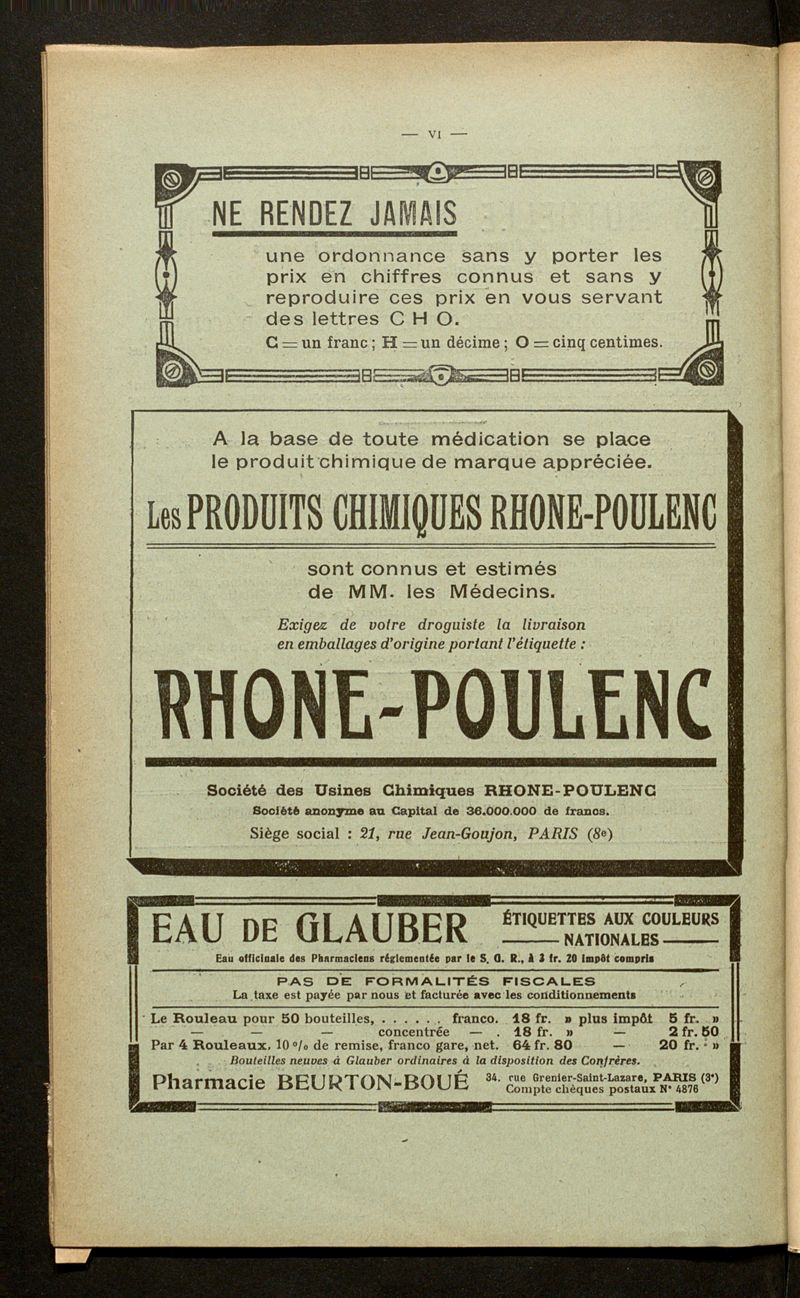 — VI —
NE RENDEZ JAMAIS
une ordonnance sans y porter les
prix en chiffres connus et sans y
reproduire ces prix en vous servant
des lettres C H O.
C = un franc ; H = un décime ; O = cinq centimes.
A la base de toute médication se place
le produit chimique de marque appréciée.
Les PRODUITS CHIMIQUES RHONE-POULENC
sont connus et estimés
de MM. les Médecins.
Exigez de votre droguiste la livraison
en emballages d'origine portant l'étiquette :
RHONE-POULENC
Société des Usines Chimiques RHONE-POULENC
Société anonyme au Capital de 36.000.000 de francs.
Siège social : 21, rue Jean-Goujon, PARIS (8e)
EAU DE GLAUBER
ÉTIQUETTES AUX COULEURS
NATIONALES
Eau officinale des Pharmaciens réglementée par le S. G. R., à 3 fr. 20 impôt compris
PAS DE FORMALITÉS FISCALES
La taxe est payée par nous et facturée avec les conditionnements
Le Rouleau pour 50 bouteilles, . . . . . . franco. 18 fr. » plus impôt 5 fr. »
— — — concentrée — . 18 fr. » — 2 fr. 50
Par 4 Rouleaux, 10 % de remise, franco gare, net. 64 fr. 80 — 20 fr. »
Bouteilles neuves à Glauber ordinaires à la disposition des Confrères.
Pharmacie BEURTON-BOUÉ
34, rue Grenier-Saint-Lazare, PARIS (3e)
Compte chèques postaux N° 4876